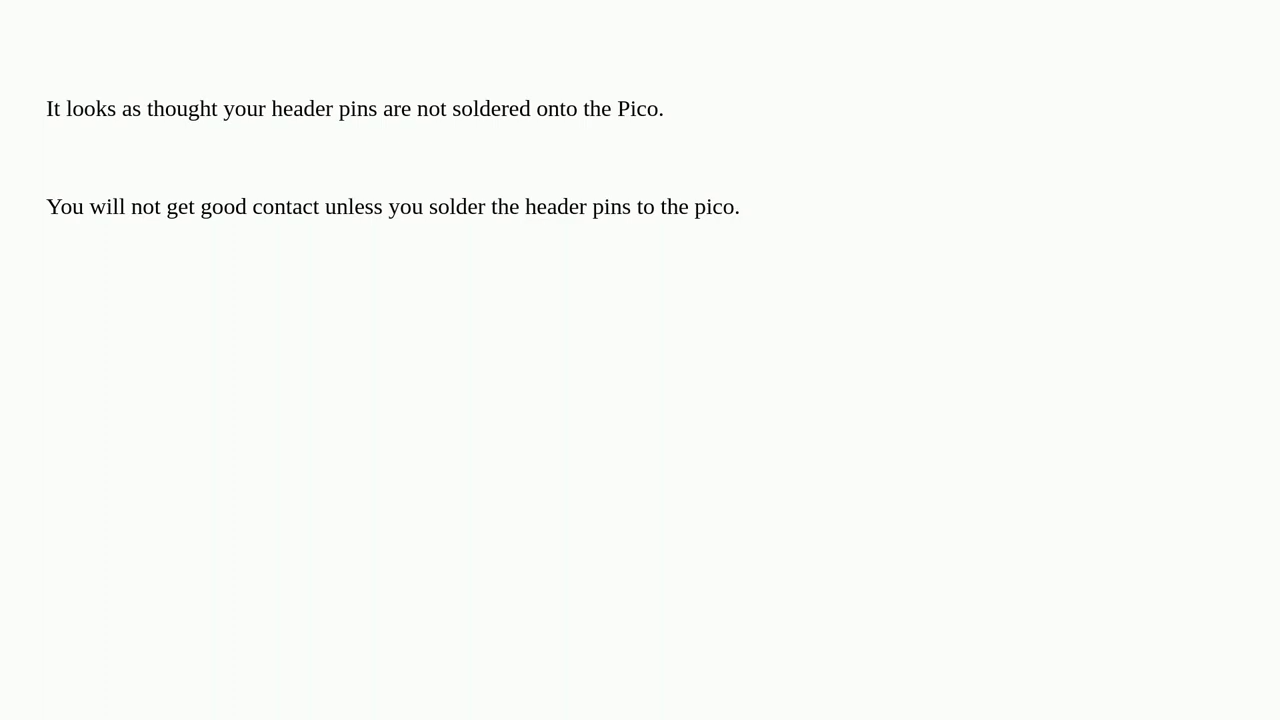 It looks as thought your header pins are not soldered onto the Pico.
You will not get good contact unless you solder the header pins to the pico.